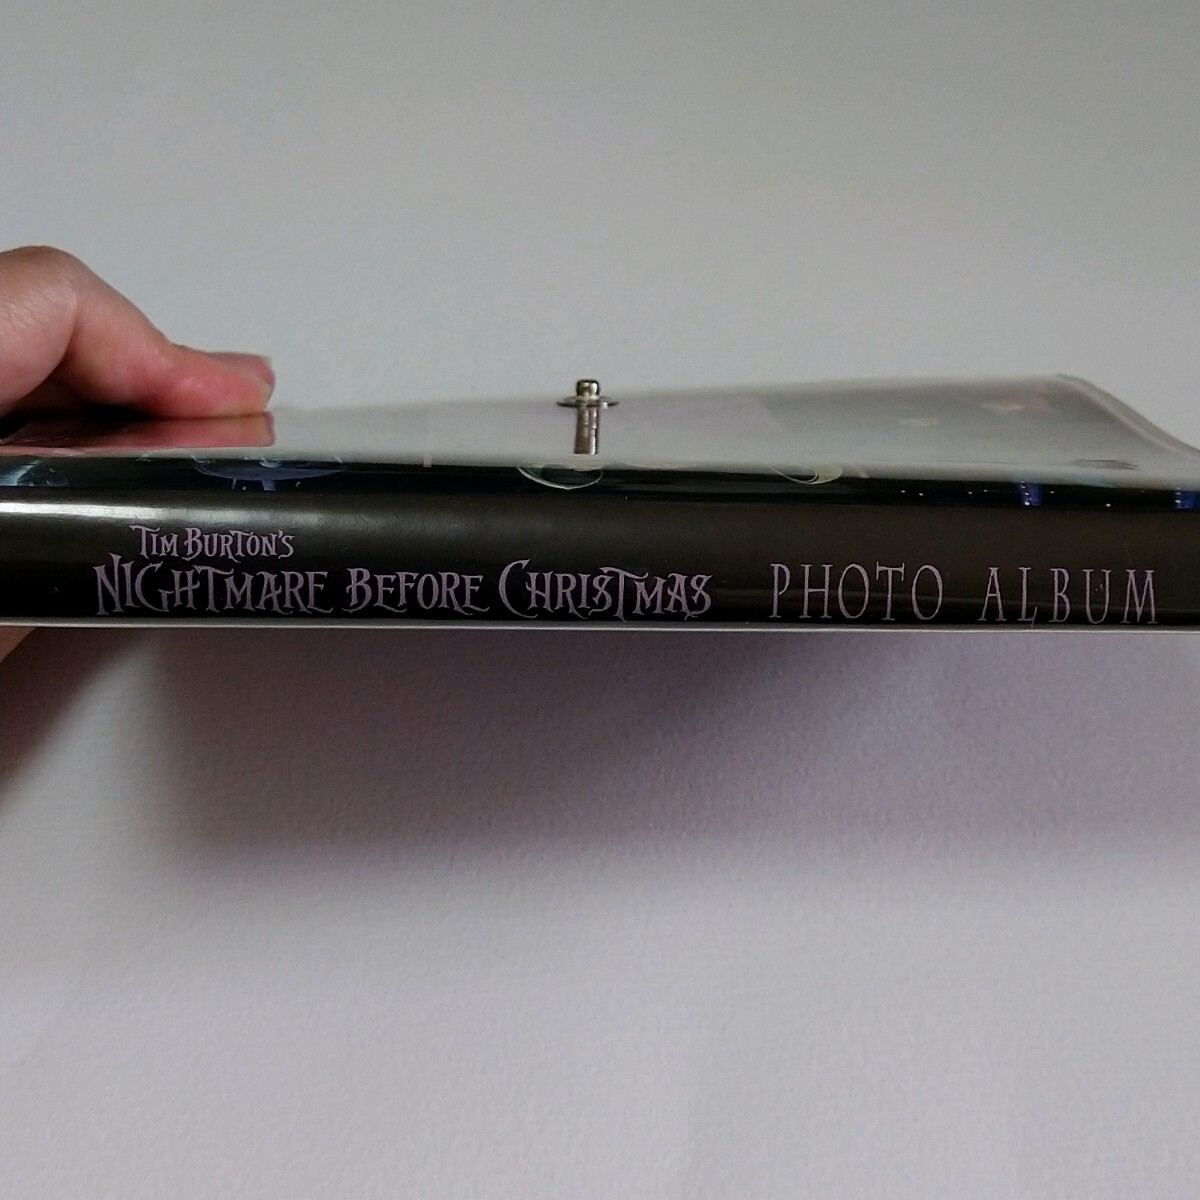 TIM BURTON'S
NIGHTMARE BEFORE CHRISTMAS PHOTO ALBUM